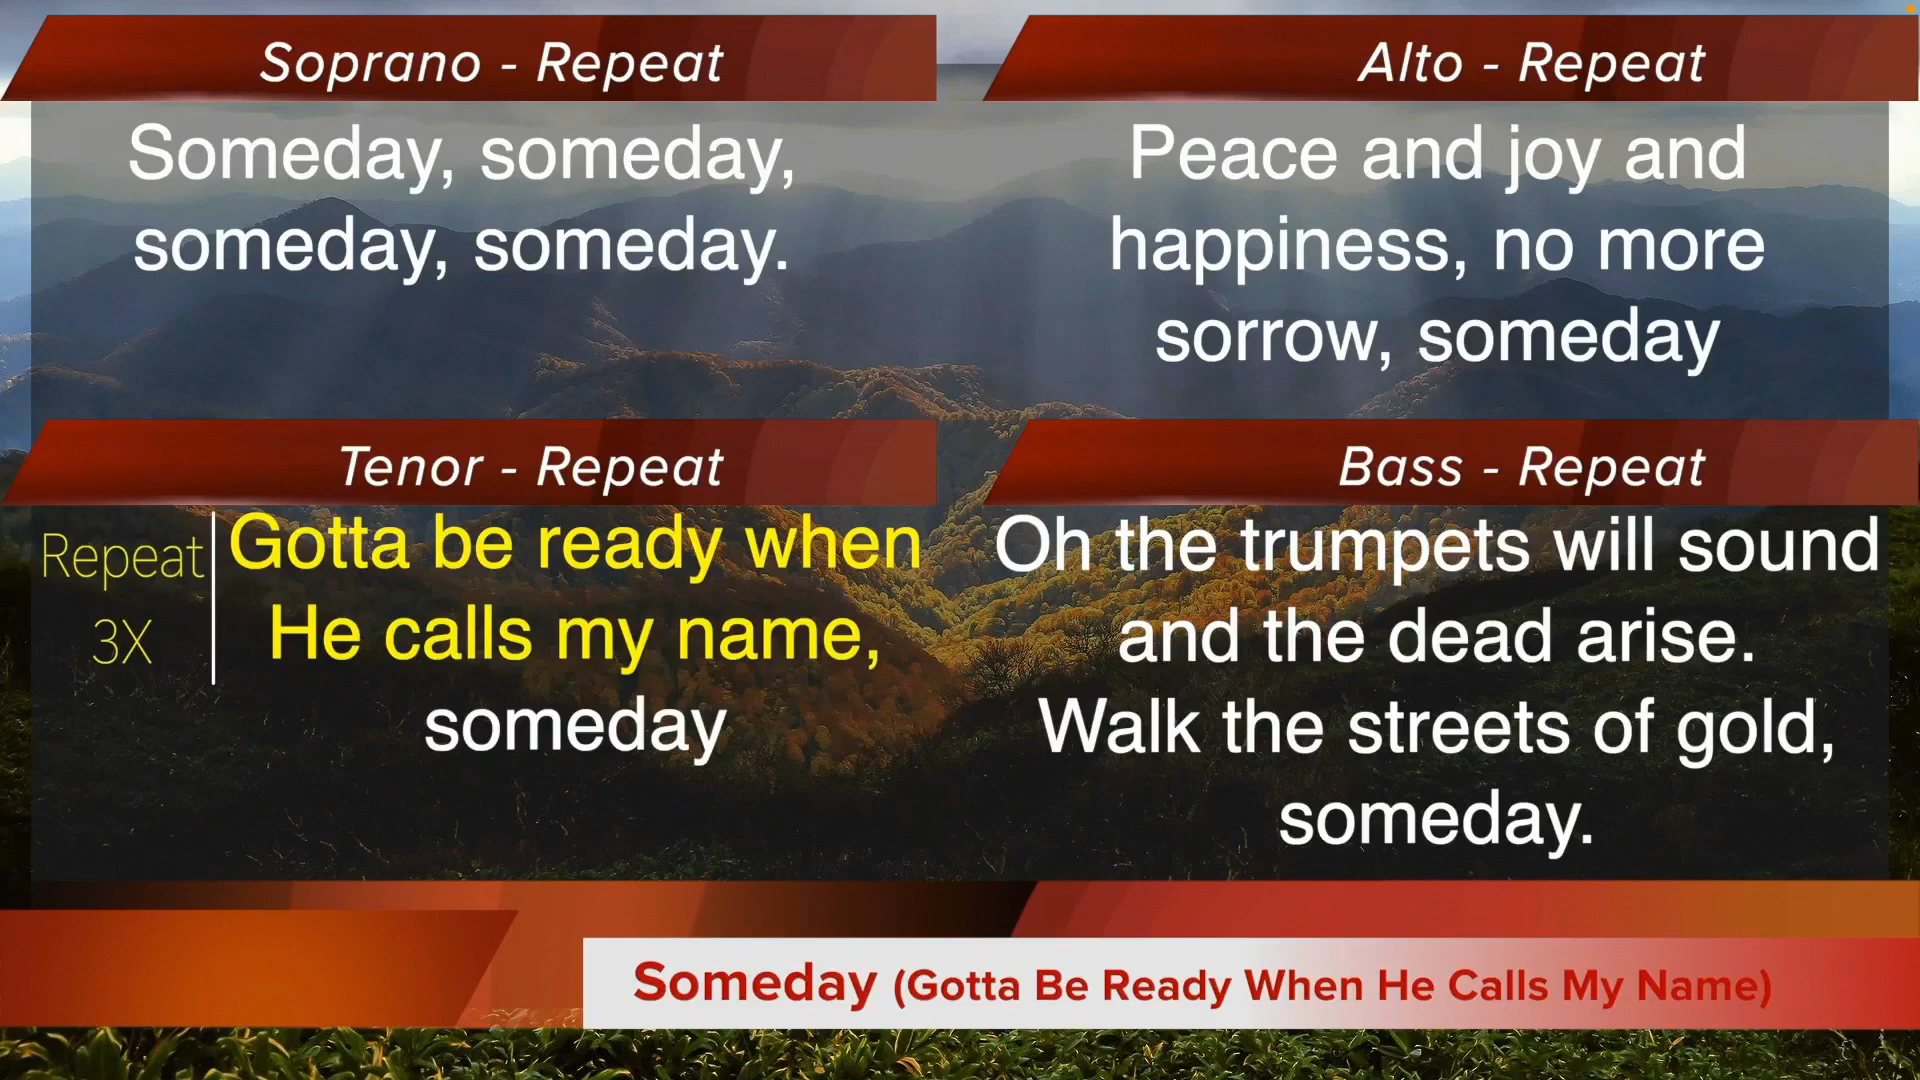 Soprano - Repeat
Someday, someday,
someday, someday.
Alto - Repeat
Peace and joy and
happiness, no more
sorrow, someday
Tenor - Repeat
Repeat
3X
Gotta be ready when
He calls my name,
someday
Bass - Repeat
Oh the trumpets will sound
and the dead arise.
Walk the streets of gold,
someday.
Someday (Gotta Be Ready When He Calls My Name)